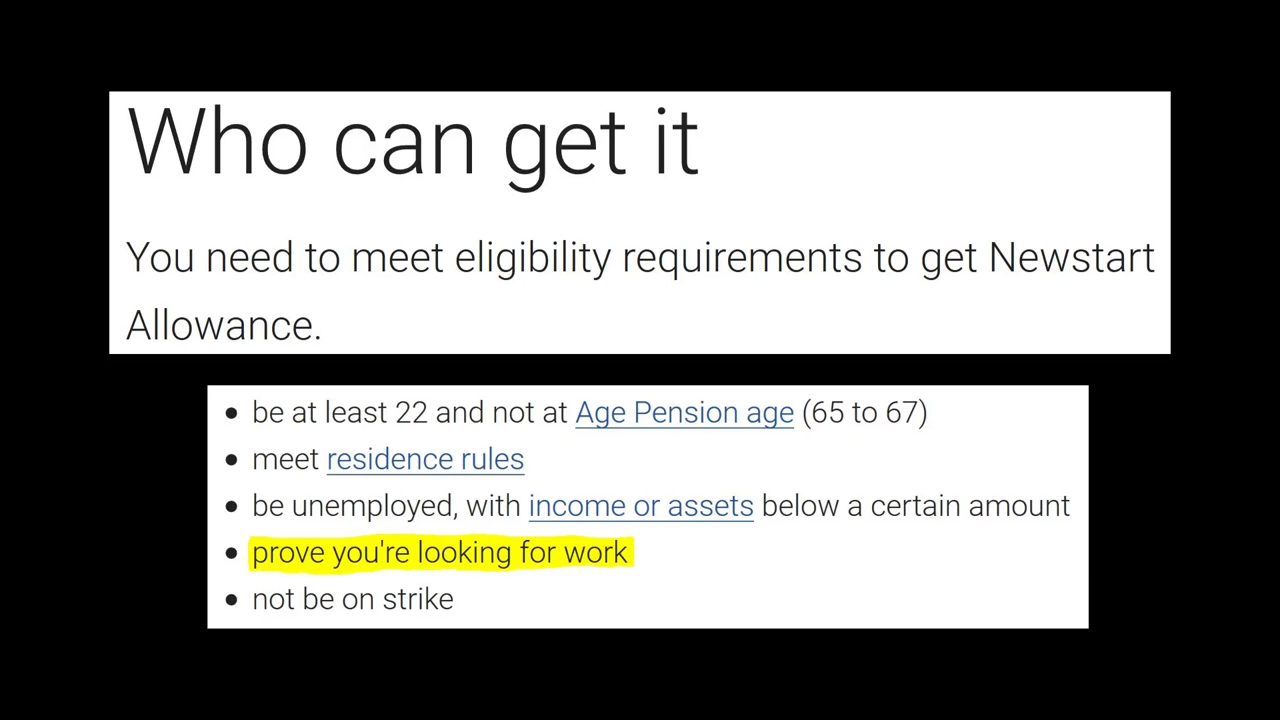 Who can get it
You need to meet eligibility requirements to get Newstart
Allowance.
• be at least 22 and not at Age Pension age (65 to 67)
• meet residence rules
• be unemployed, with income or assets below a certain amount
• prove you're looking for work
• not be on strike